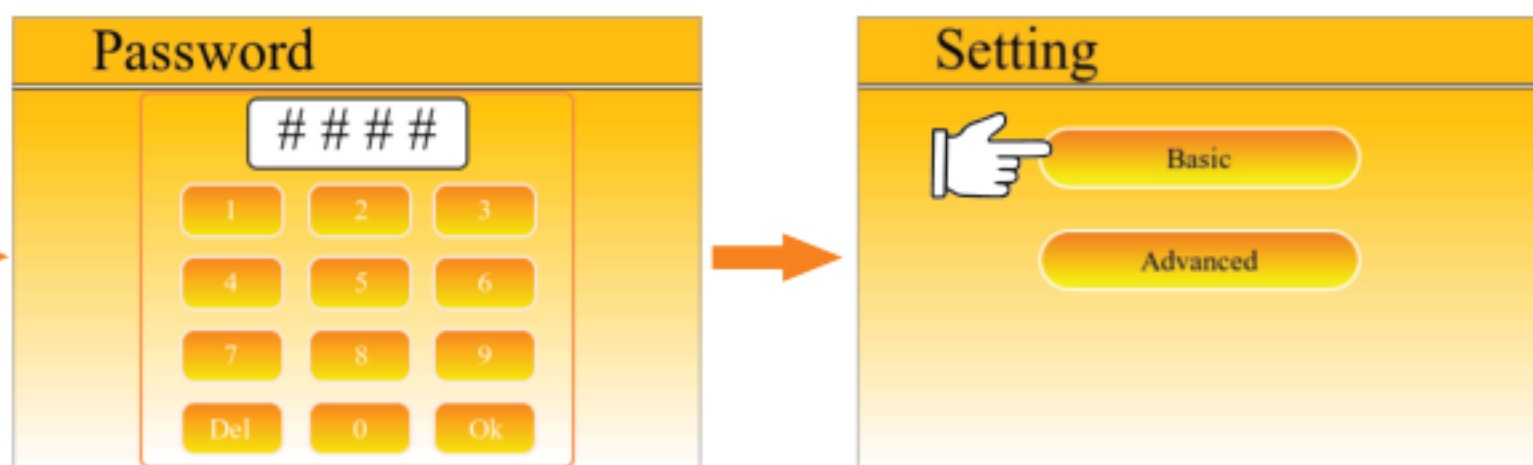 Password
# # # #
1 2 3
4 5 6
7 8 9
Del 0 Ok
Setting
Basic
Advanced